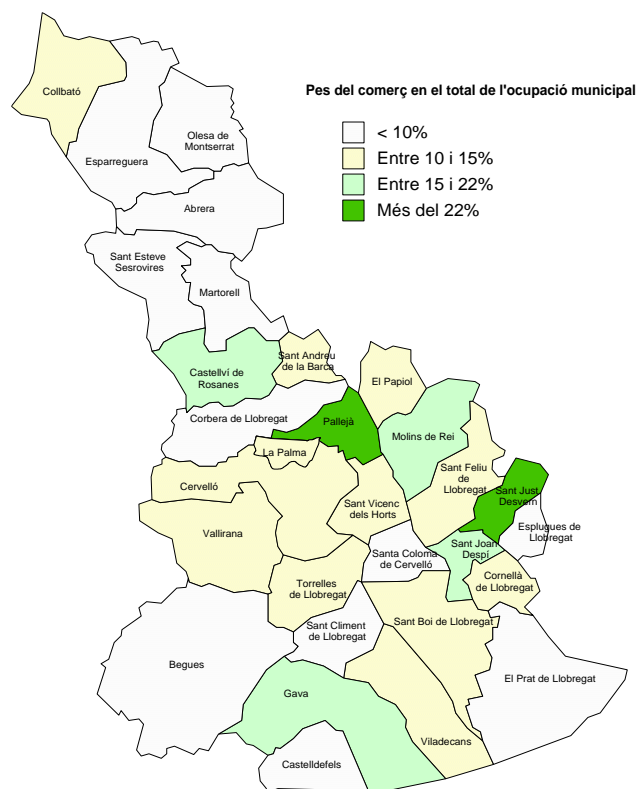 Pes del comerç en el total de l'ocupació municipal
< 10%
Entre 10 i 15%
Entre 15 i 22%
Més del 22%
Collbató
Olesa de
Montserrat
Esparreguera
Abrera
Sant Esteve
Sesrovires
Martorell
Sant Andreu
de la Barca
Castellví de
Rosanes
El Papiol
Corbera de Llobregat
Pallejà
Molins de Rei
La Palma
Sant Feliu
de
Llobregat
Cervelló
Sant Just
Desvern
Sant Vicenc
dels Horts
Vallirana
Esplugues de
Llobregat
Sant Joan
Despí
Santa Coloma
de Cervelló
Cornellà
de Llobregat
Torrelles
de Llobregat
Sant Climent
de Llobregat
Sant Boi de Llobregat
Begues
El Prat de Llobregat
Gava
Viladecans
Castelldefels